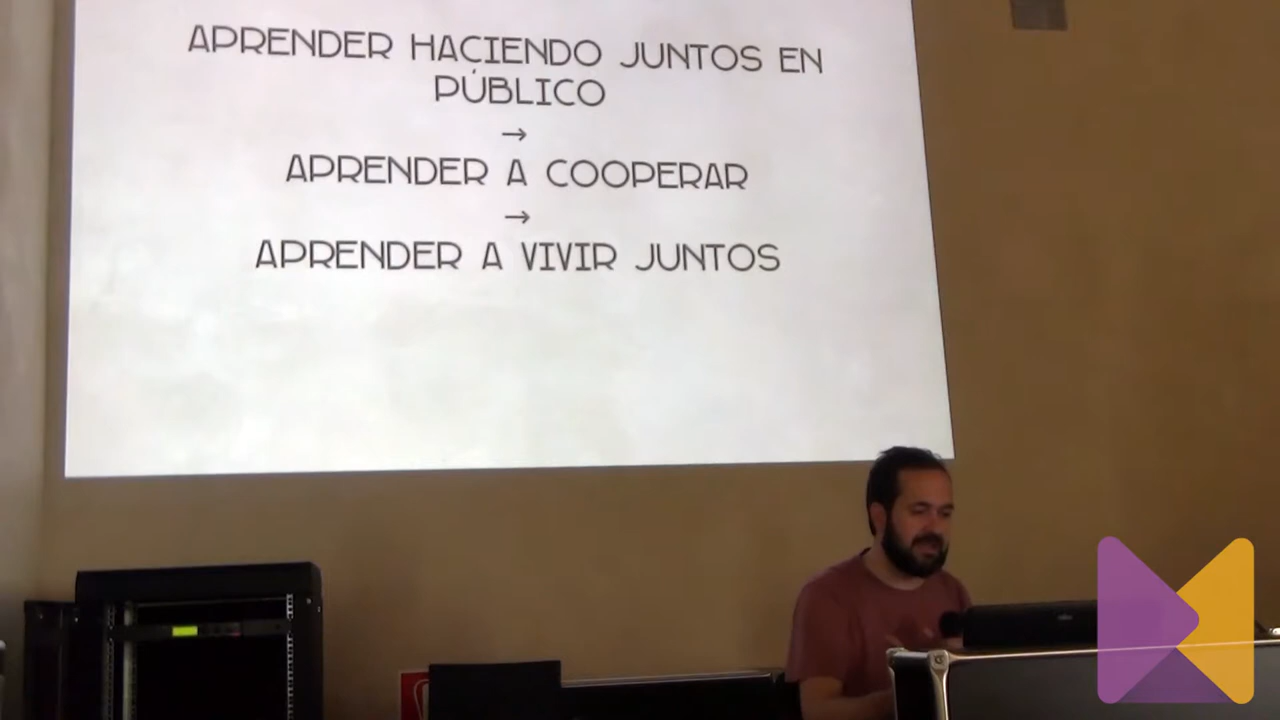 APRENDER HACIENDO JUNTOS EN
PÚBLICO
→
APRENDER A COOPERAR
→
APRENDER A VIVIR JUNTOS